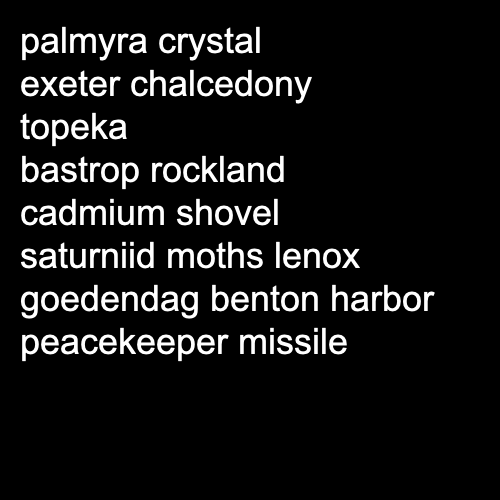 palmyra crystal
exeter chalcedony
topeka
bastrop rockland
cadmium shovel
saturniid moths lenox
goedendag benton harbor
peacekeeper missile